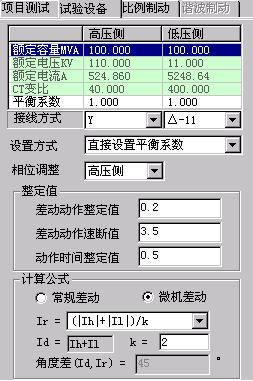 项目测试 试验设备 比例制动 谐波制动
高压侧 低压侧
额定容量MVA 100.000 100.000
额定电压KV 110.000 11.000
额定电流A 524.860 5248.64
CT变比 40.000 400.000
平衡系数 1.000 1.000
接线方式 Y △-11
设置方式 直接设置平衡系数
相位调整 高压侧
整定值
差动动作整定值 0.2
差动动作速断值 3.5
动作时间整定值 0.5
计算公式
常规差动 微机差动
Ir = (|Ih|+|Il|)/k
Id = Ih+Il k = 2
角度差(Id,Ir) = 45 °